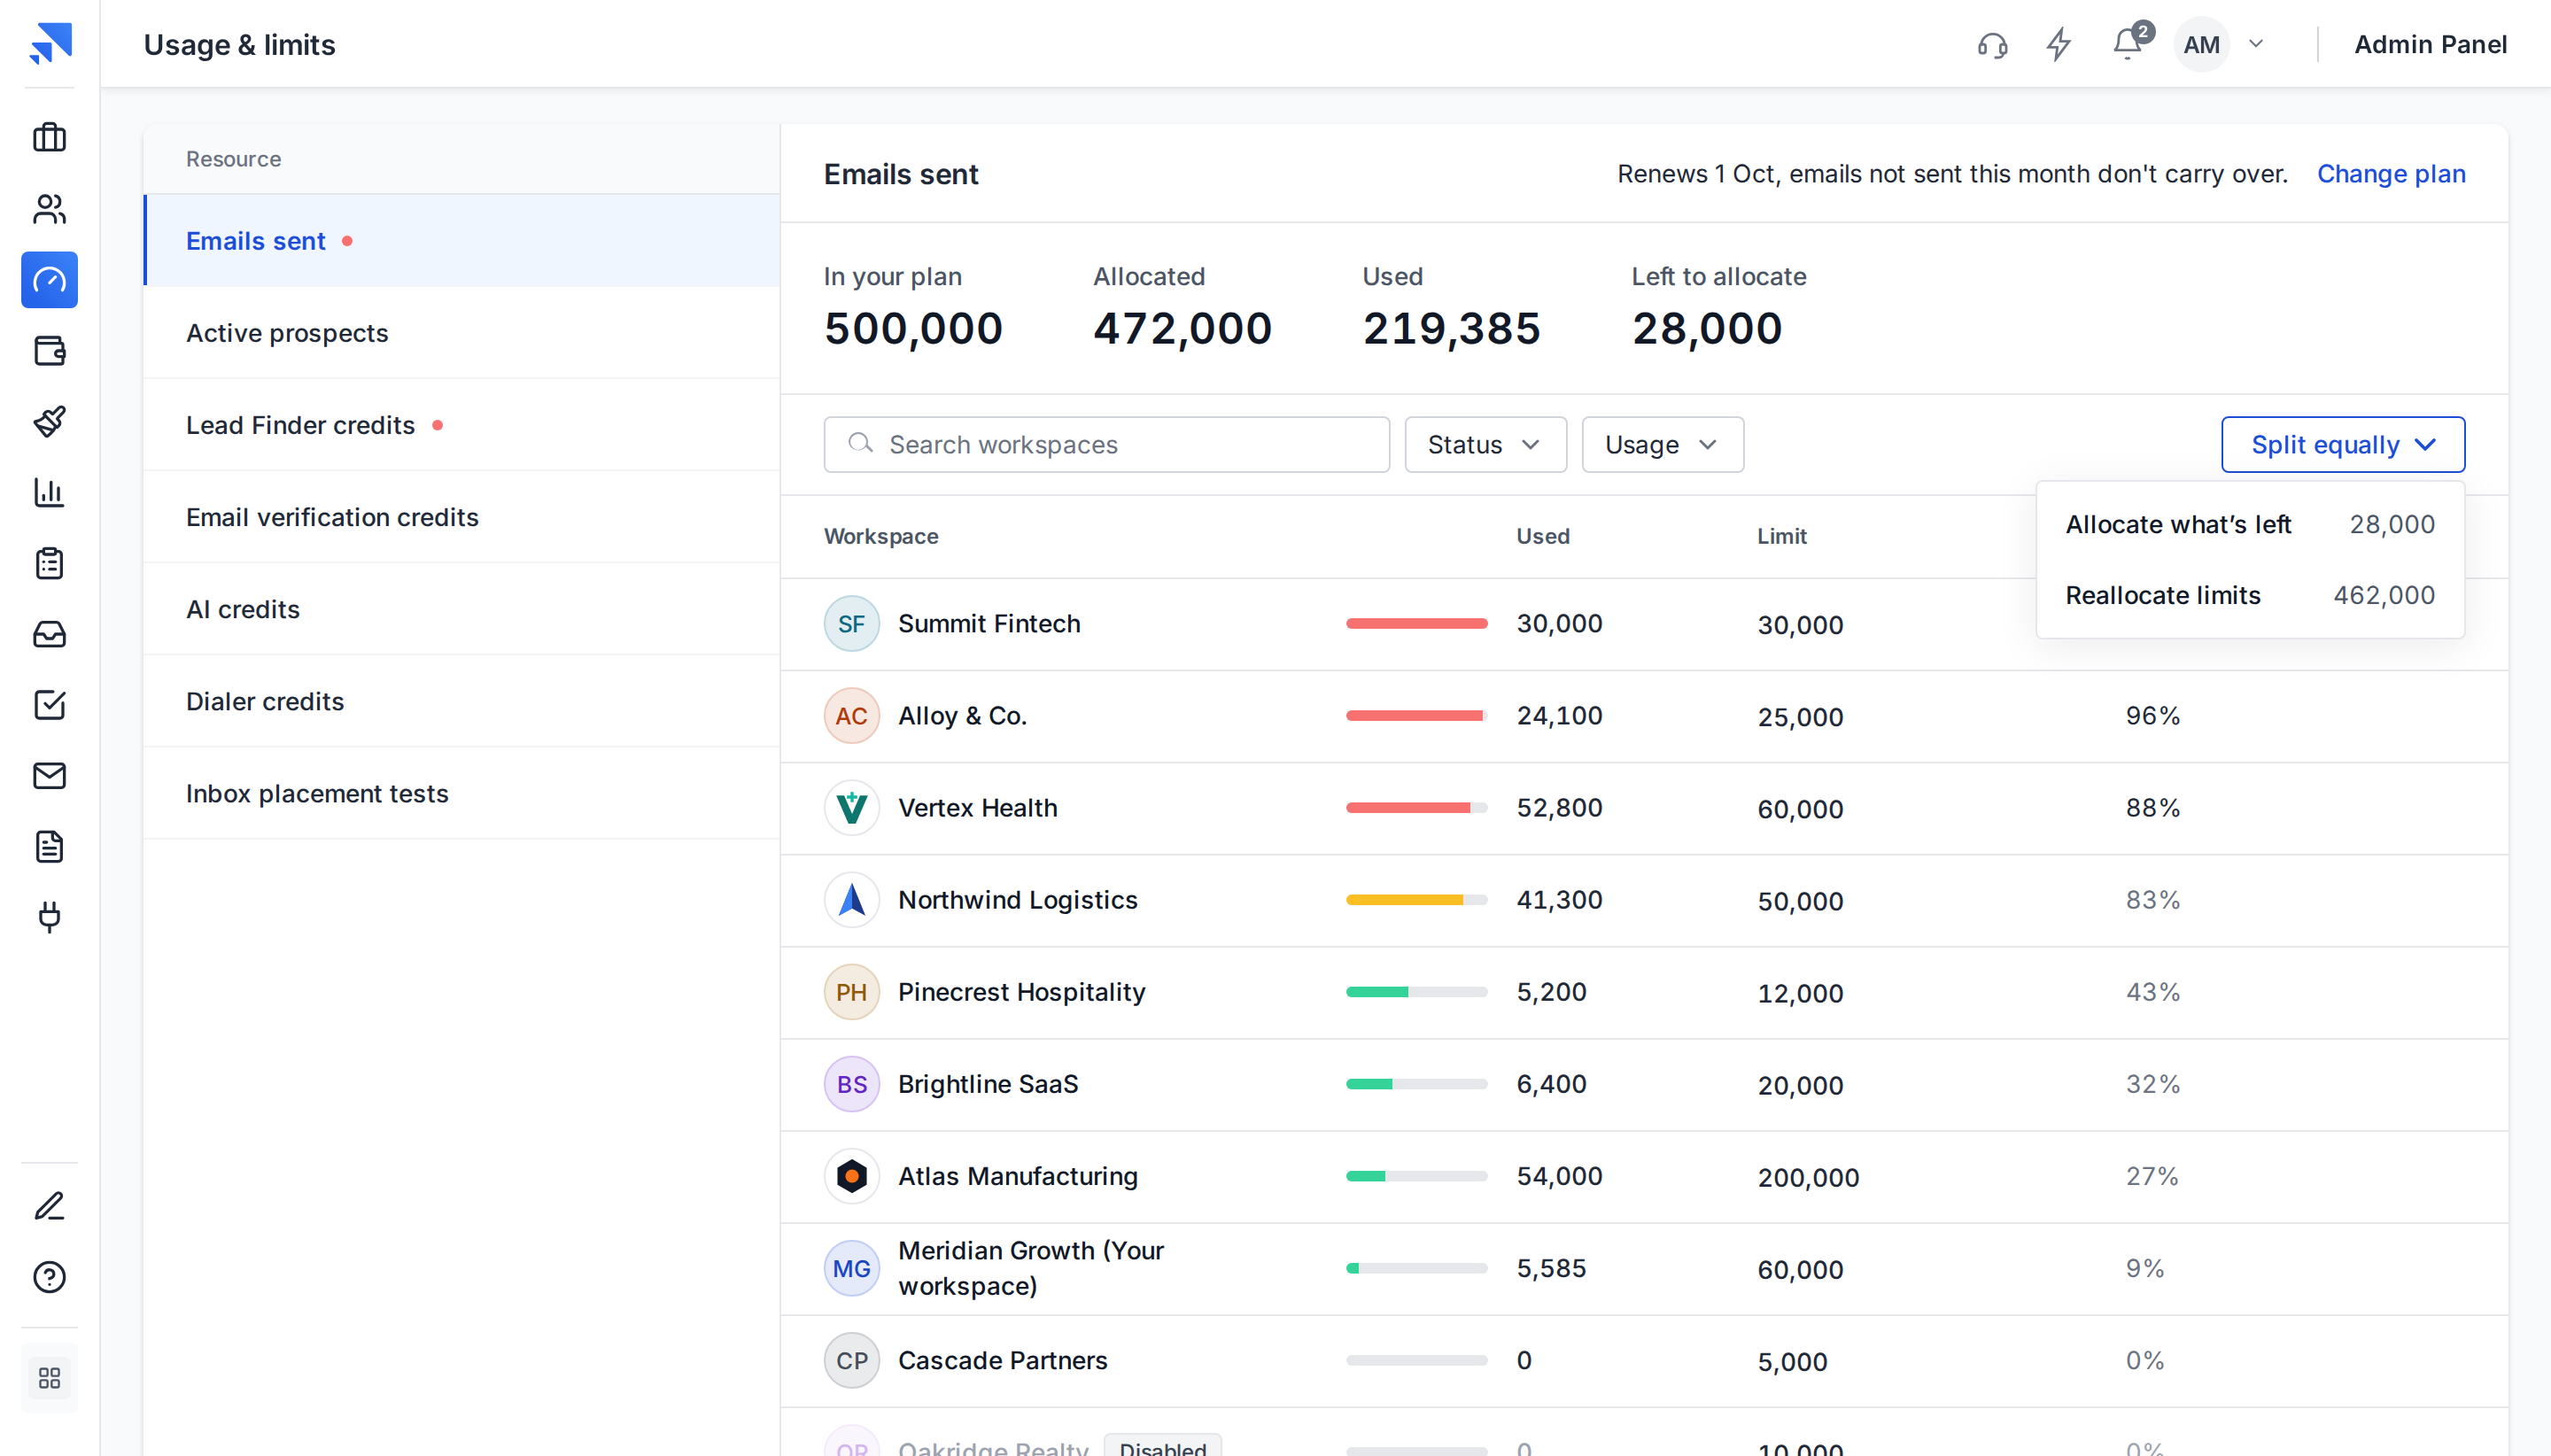 Usage & limits
2
AM
Admin Panel
Resource
Emails sent
Active prospects
Lead Finder credits
Email verification credits
AI credits
Dialer credits
Inbox placement tests
Emails sent
Renews 1 Oct, emails not sent this month don't carry over.
Change plan
In your plan
500,000
Allocated
472,000
Used
219,385
Left to allocate
28,000
Search workspaces
Status
Usage
Split equally
Allocate what’s left 28,000
Reallocate limits 462,000
Workspace Used Limit
SF Summit Fintech 30,000 30,000
AC Alloy & Co. 24,100 25,000 96%
Vertex Health 52,800 60,000 88%
Northwind Logistics 41,300 50,000 83%
PH Pinecrest Hospitality 5,200 12,000 43%
BS Brightline SaaS 6,400 20,000 32%
Atlas Manufacturing 54,000 200,000 27%
MG Meridian Growth (Your
workspace) 5,585 60,000 9%
CP Cascade Partners 0 5,000 0%
OR Oakridge Realty Disabled 0 10,000 0%